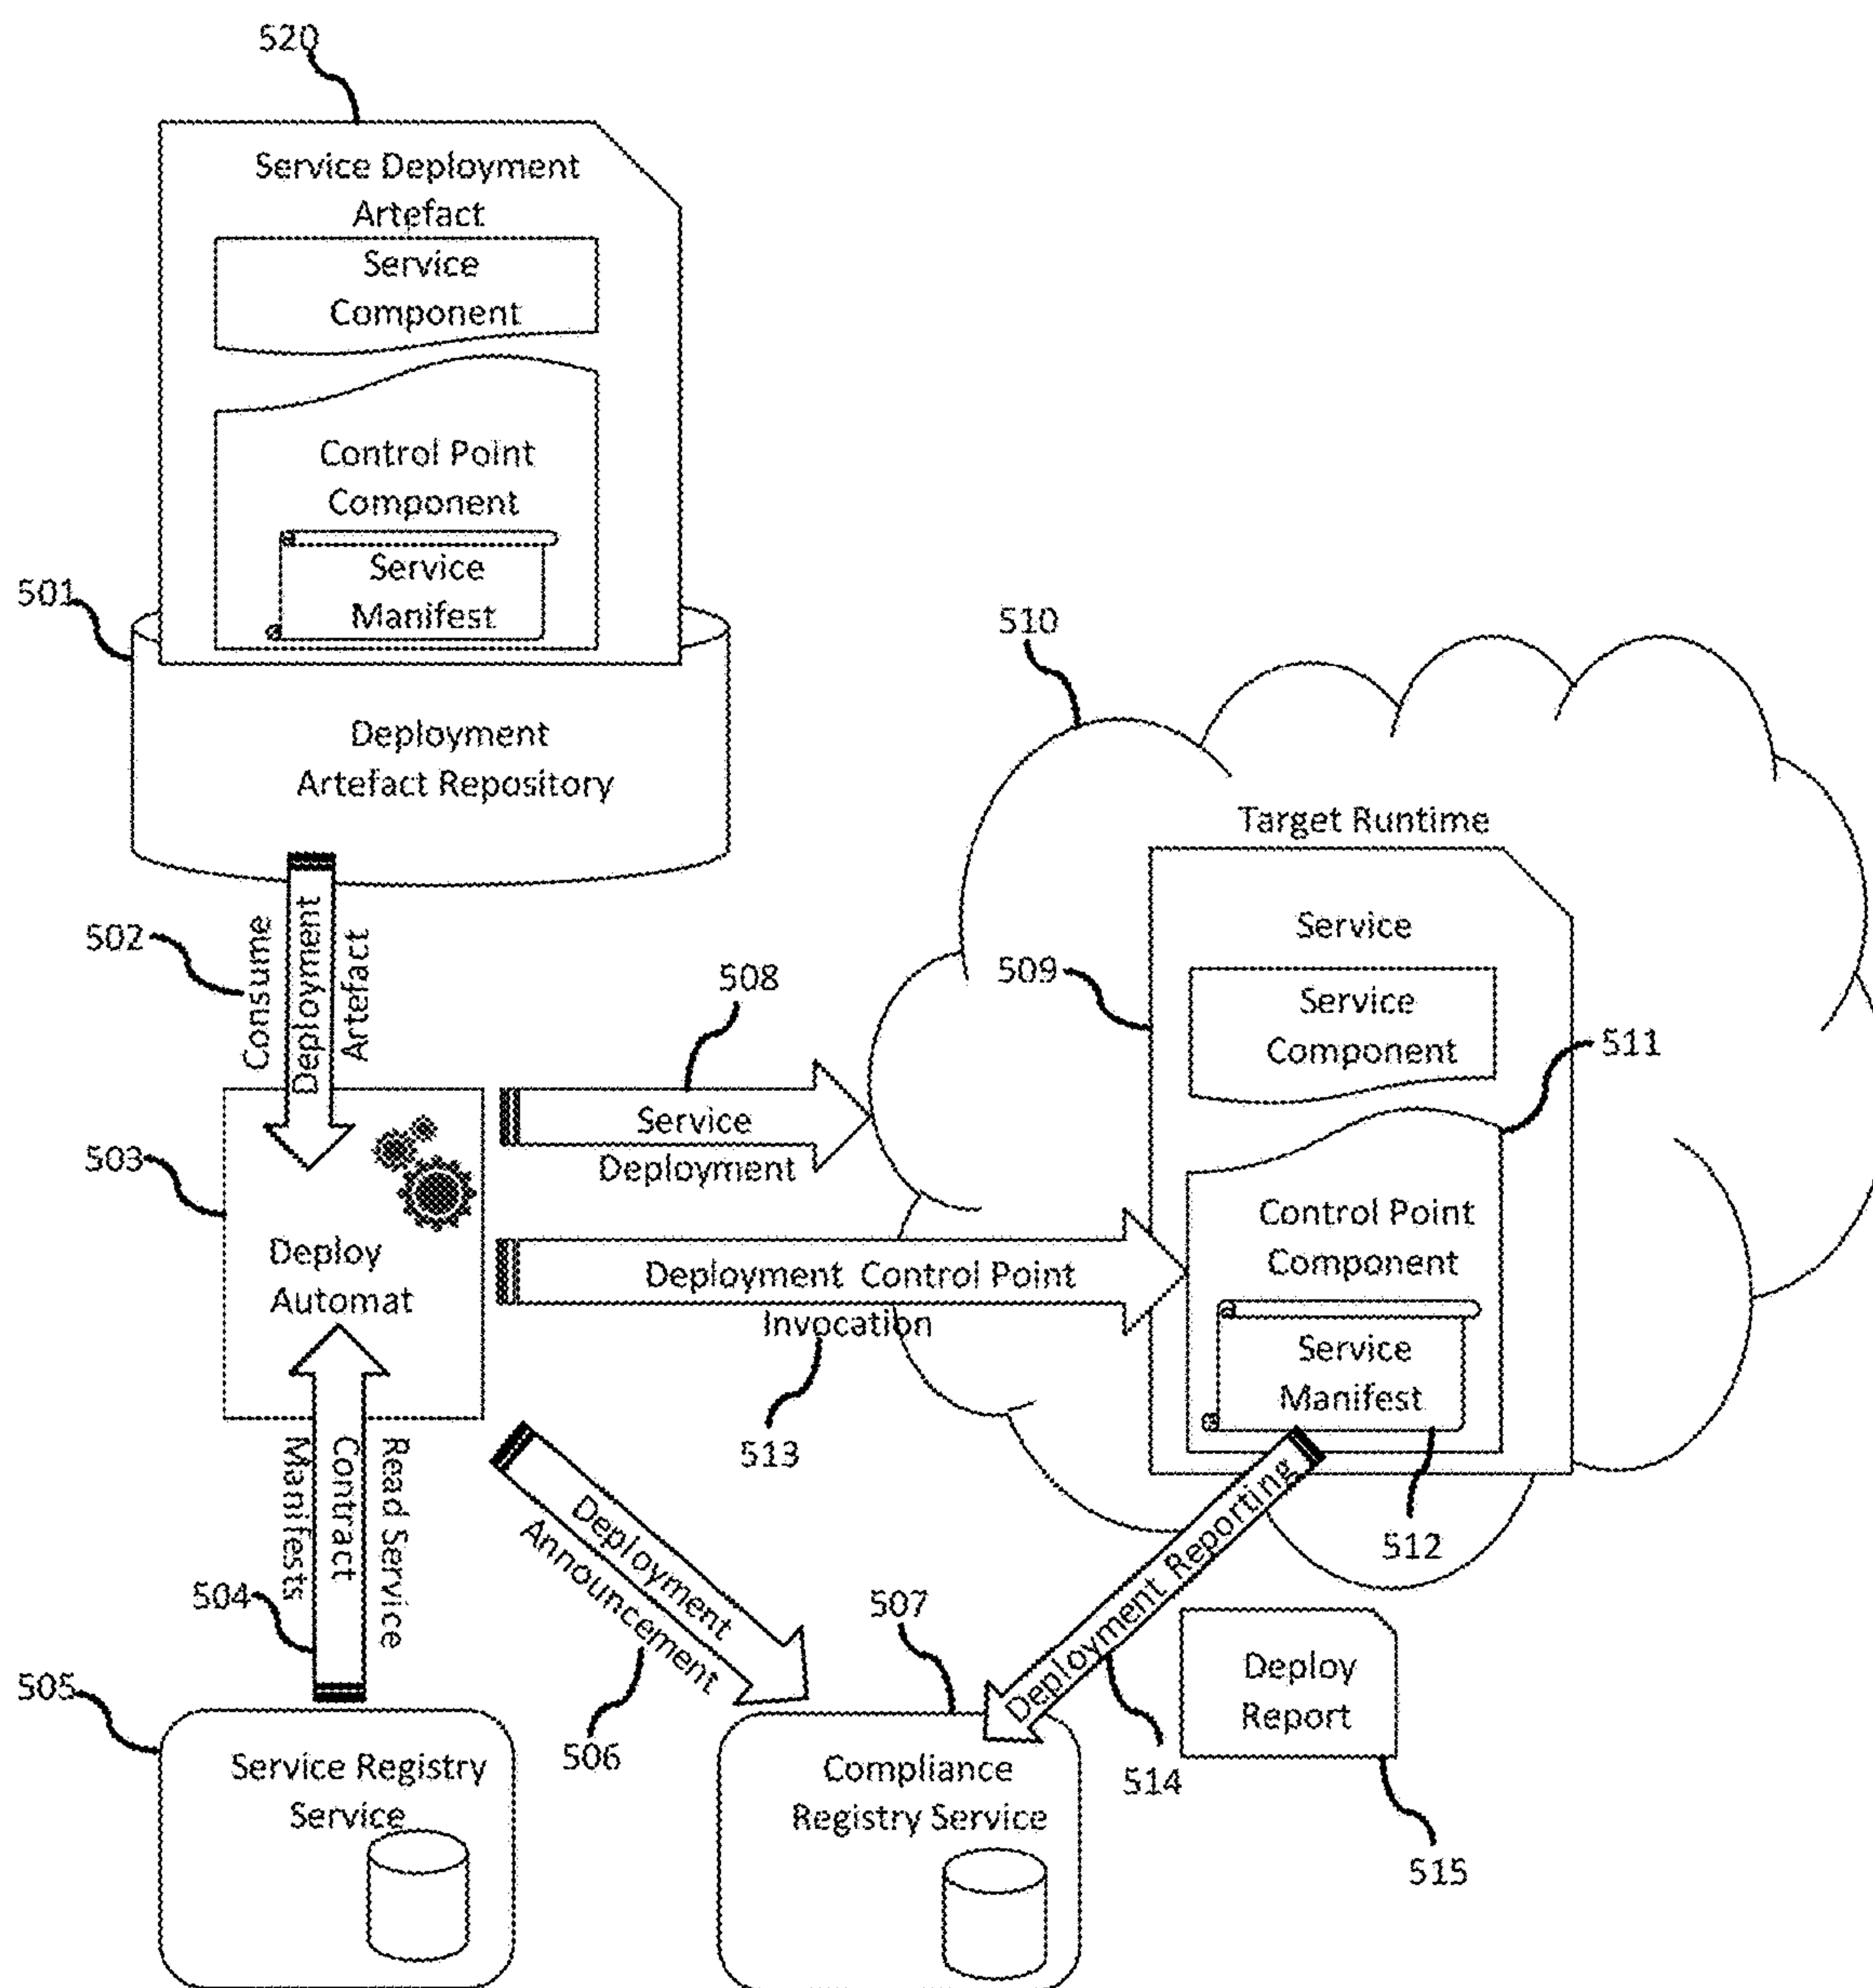 520
Service Deployment
Artefact
Service
Component
Control Point
Component
Service
Manifest
501
Deployment
Artefact Repository
502
Consume
Deployment
Artefact
503
Deploy
Automat
508
Service
Deployment
Deployment Control Point
Invocation
513
510
Target Runtime
509
Service
Service
Component
511
Control Point
Component
Service
Manifest
512
Read Service
Contract
Manifests
504
505
Service Registry
Service
Deployment
Announcement
506
507
Compliance
Registry Service
Deployment Reporting
514
Deploy
Report
515